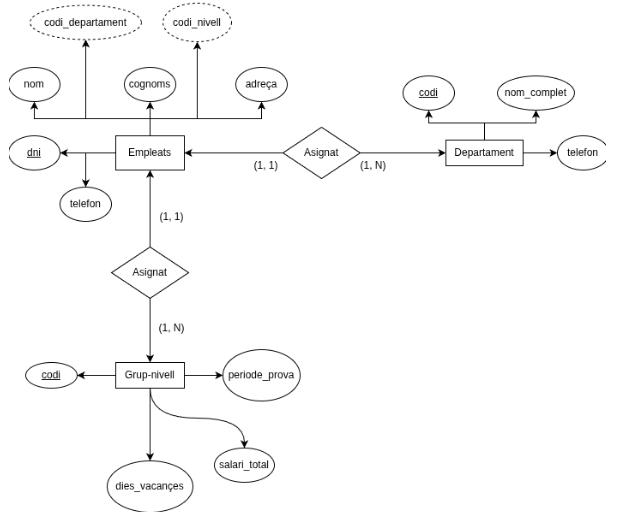 codi_departament
codi_nivell
nom
cognoms
adreça
codi
nom_complet
dni
Empleats
Asignat
Departament
telefon
(1, 1)
(1, N)
telefon
(1, 1)
Asignat
(1, N)
codi
Grup-nivell
periode_prova
salari_total
dies_vacançes